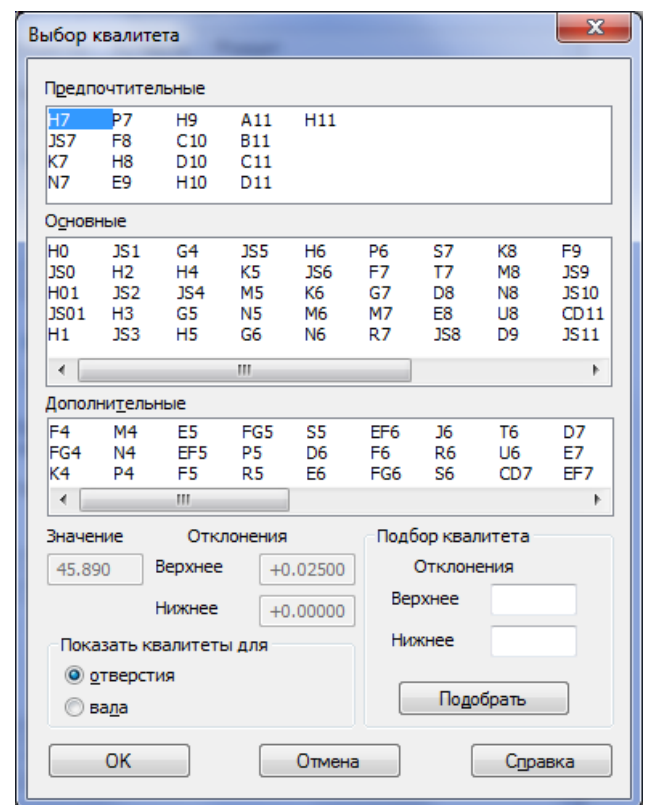 Выбор квалитета
Предпочтительные
H7 P7 H9 A11 H11
JS7 F8 C10 B11
K7 H8 D10 C11
N7 E9 H10 D11
Основные
H0 JS1 G4 JS5 H6 P6 S7 K8 F9
JS0 H2 H4 K5 JS6 F7 T7 M8 JS9
H01 JS2 JS4 M5 K6 G7 D8 N8 JS10
JS01 H3 G5 N5 M6 M7 E8 U8 CD11
H1 JS3 H5 G6 N6 R7 JS8 D9 JS11
Дополнительные
F4 M4 E5 FG5 S5 EF6 J6 T6 D7
FG4 N4 EF5 P5 D6 F6 R6 U6 E7
K4 P4 F5 R5 E6 FG6 S6 CD7 EF7
Значение Отклонения
45.890 Верхнее +0.02500
Нижнее +0.00000
Показать квалитеты для
отверстия
вала
Подбор квалитета
Отклонения
Верхнее
Нижнее
Подобрать
OK Отмена Справка